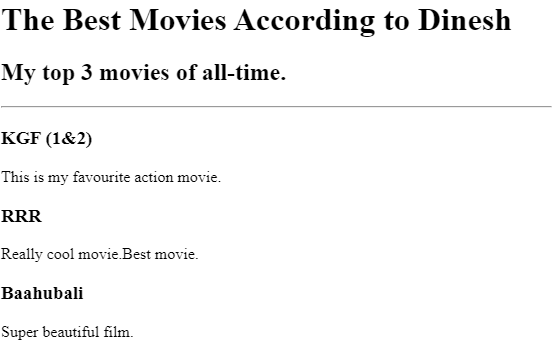 The Best Movies According to Dinesh
My top 3 movies of all-time.
KGF (1&2)
This is my favourite action movie.
RRR
Really cool movie.Best movie.
Baahubali
Super beautiful film.